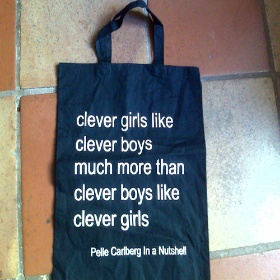 clever girls like
clever boys
much more than
clever boys like
clever girls
Pelle Carlberg In a Nutshell